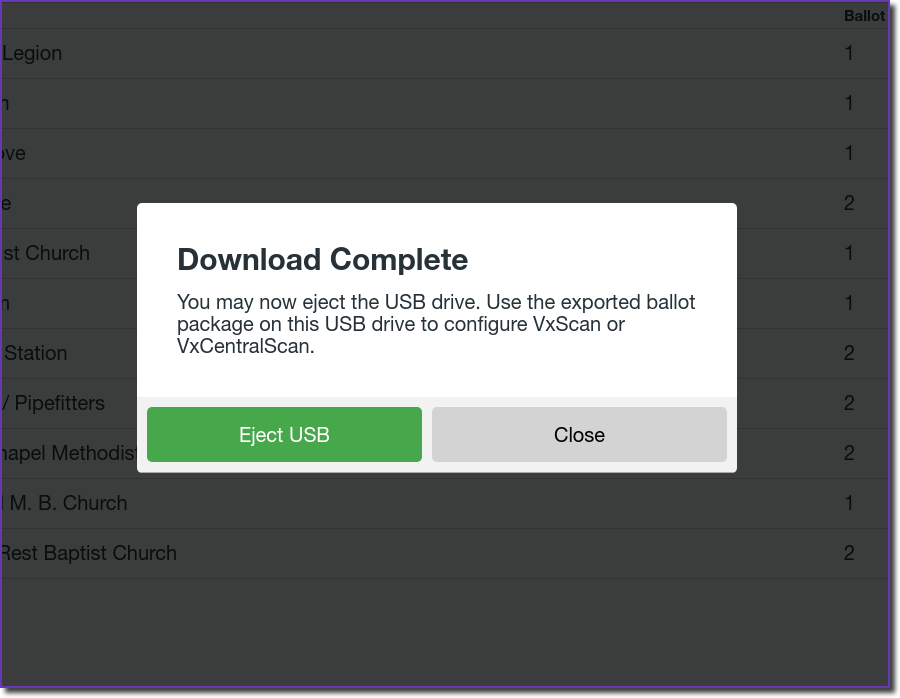 Ballot
Legion 1
n 1
ove 1
e 2
st Church 1
n 1
Station 2
/ Pipefitters 2
hapel Methodist 2
M. B. Church 1
Rest Baptist Church 2
Download Complete
You may now eject the USB drive. Use the exported ballot
package on this USB drive to configure VxScan or
VxCentralScan.
Eject USB
Close